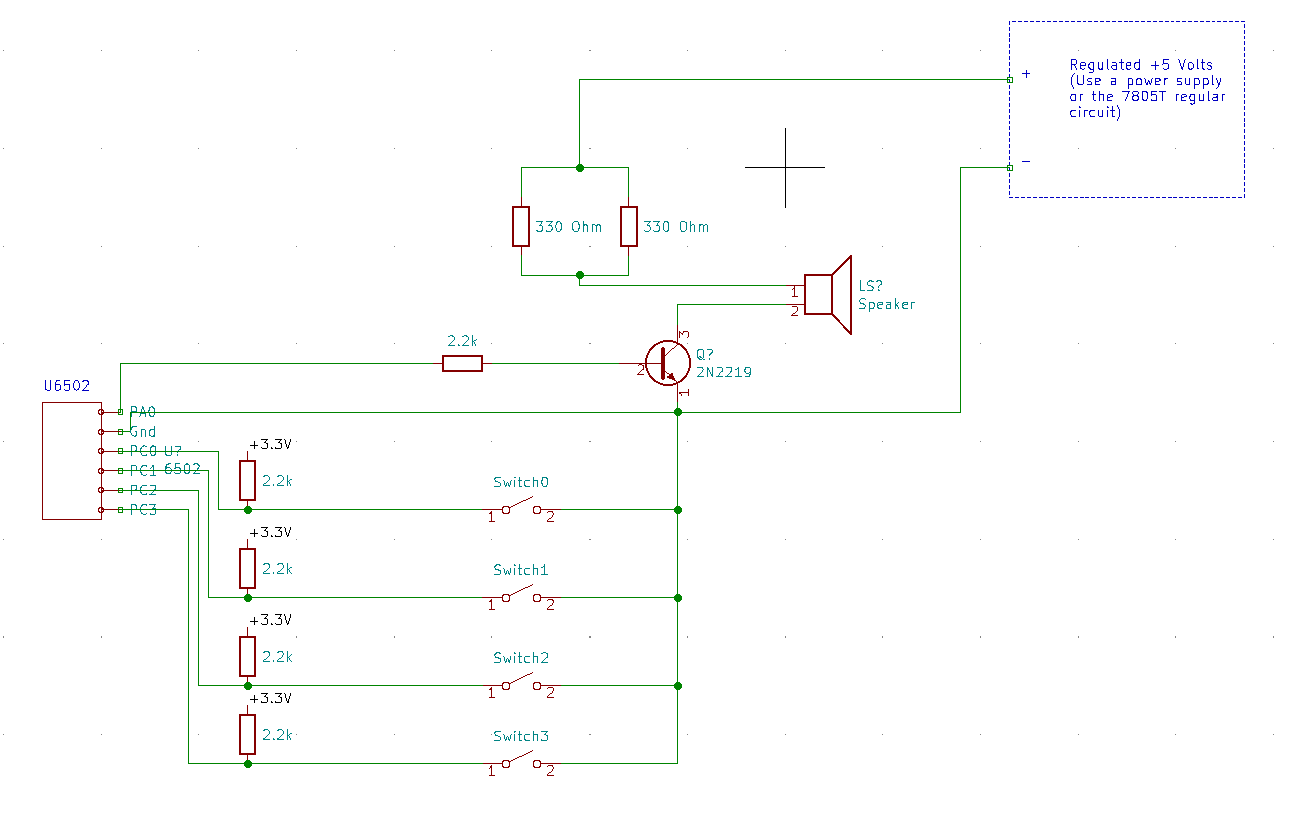 Regulated +5 Volts
(Use a power supply
or the 7805T regular
circuit)
+
−
330 Ohm
330 Ohm
1
2
LS?
Speaker
2.2k
3
2
1
Q?
2N2219
U6502
PA0
Gnd
PC0 U?
PC1 6502
PC2
PC3
+3.3V
2.2k
Switch0
1
2
+3.3V
2.2k
Switch1
1
2
+3.3V
2.2k
Switch2
1
2
+3.3V
2.2k
Switch3
1
2